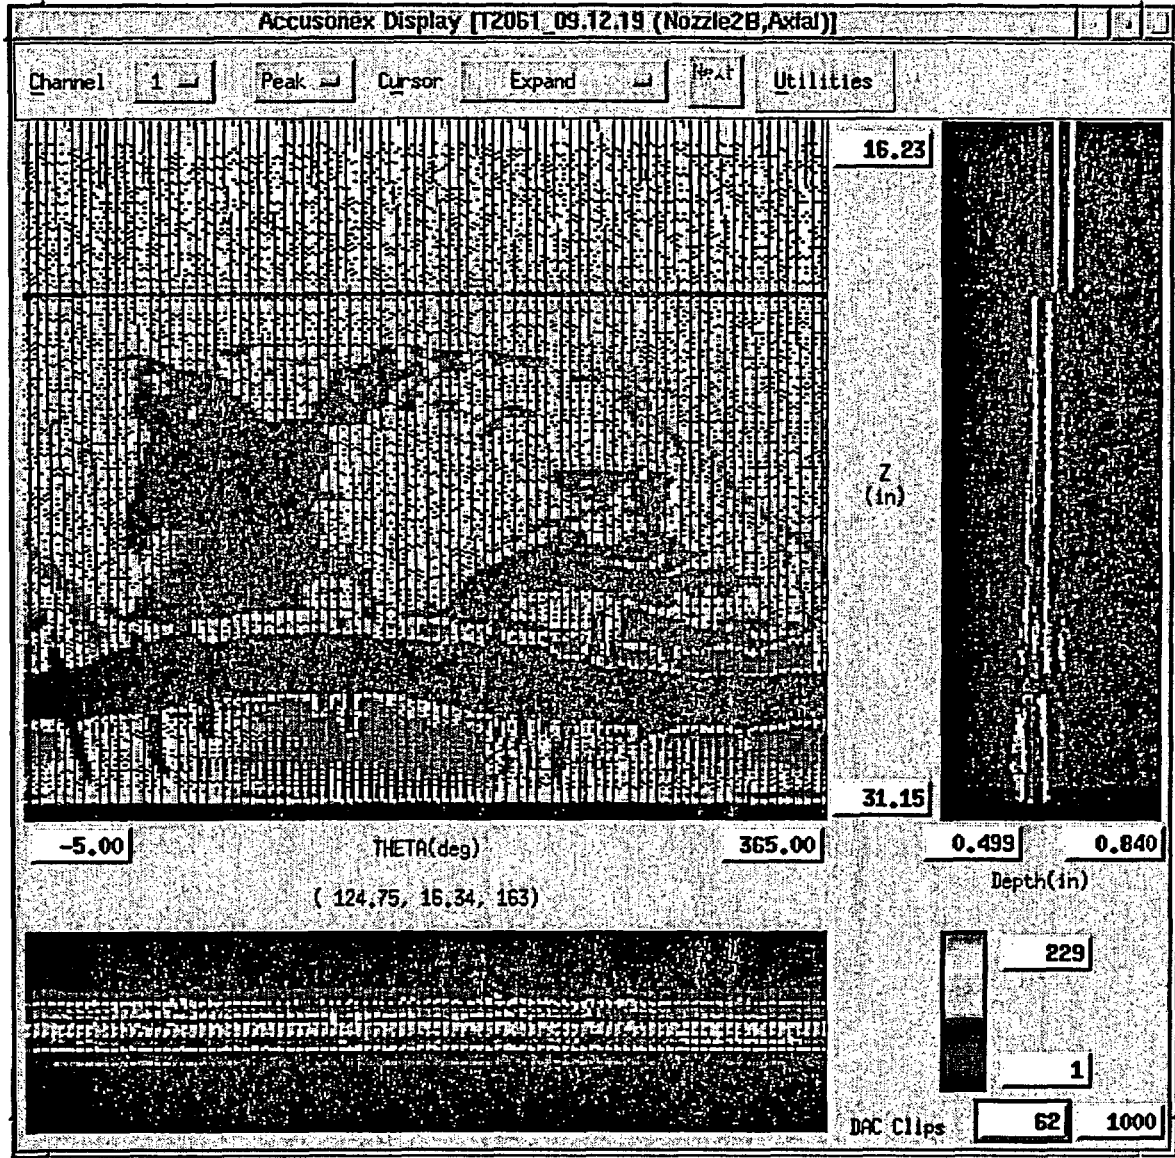 Accusonex Display [T2061_09.12.19 (Nozzle2B,Axial)]
Channel 1 Peak Cursor Expand Next Utilities
16.23
Z
(in)
31.15
-5.00 THETA(deg) 365.00 0.499 0.840
Depth(in)
( 124.75, 16.34, 163)
229
1
DAC Clips 62 1000